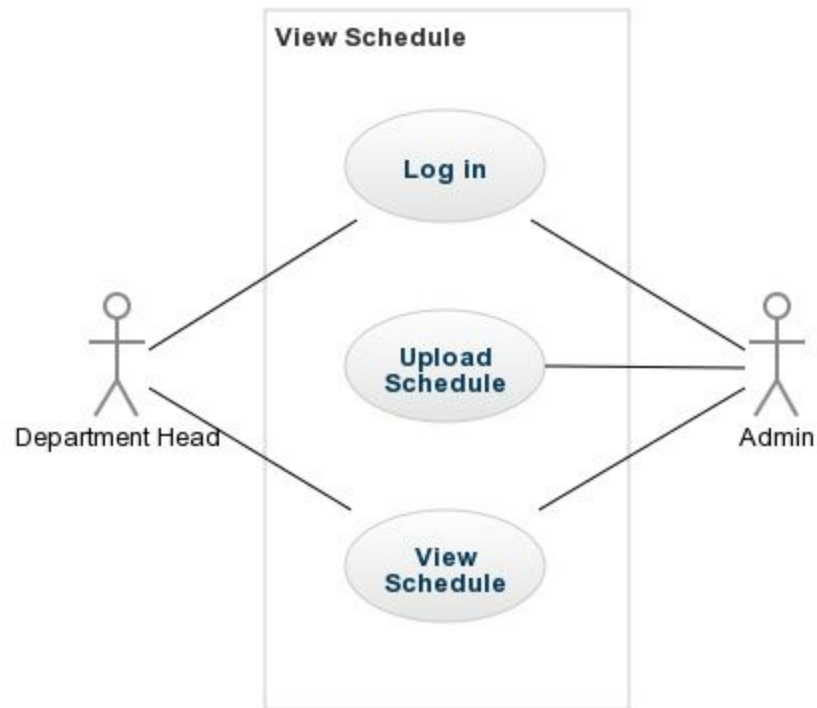 View Schedule
Log in
Upload
Schedule
Department Head
Admin
View
Schedule